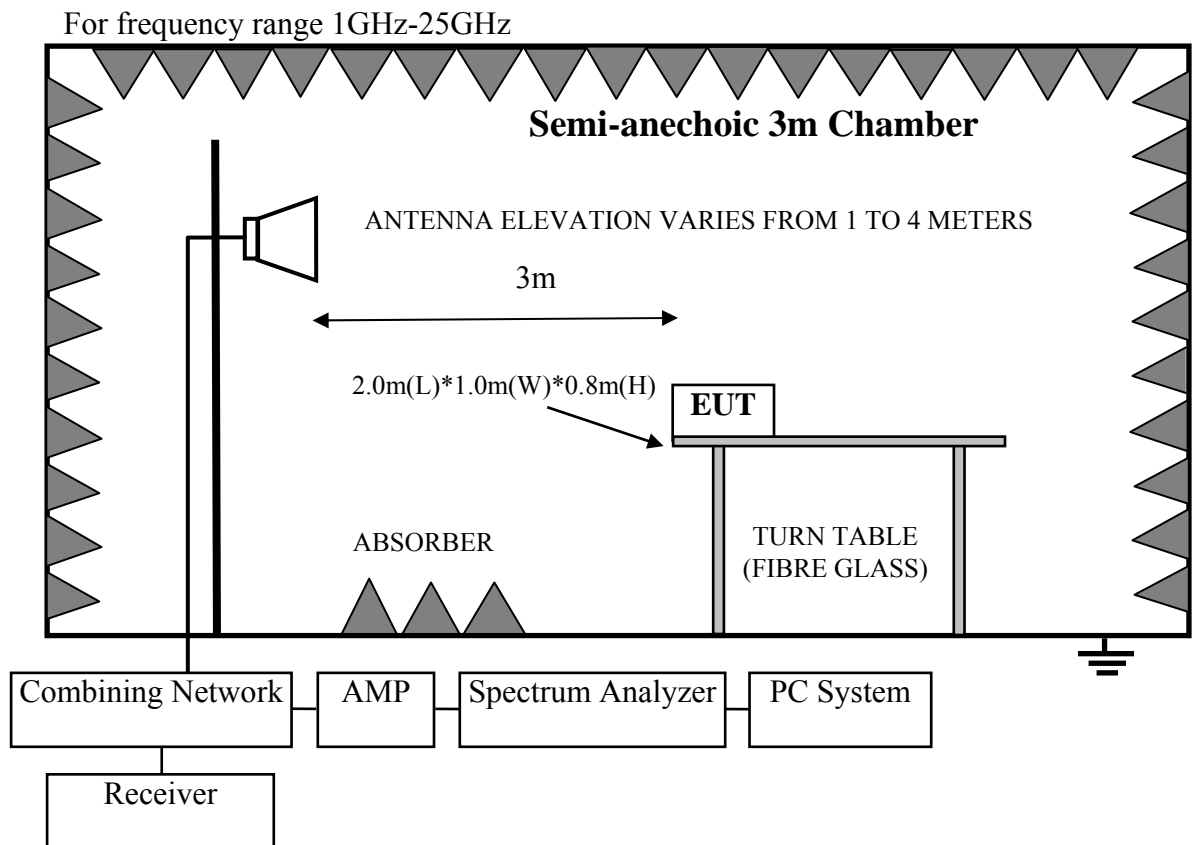 For frequency range 1GHz-25GHz
Semi-anechoic 3m Chamber
ANTENNA ELEVATION VARIES FROM 1 TO 4 METERS
3m
2.0m(L)*1.0m(W)*0.8m(H)
EUT
ABSORBER
TURN TABLE
(FIBRE GLASS)
Combining Network
AMP
Spectrum Analyzer
PC System
Receiver